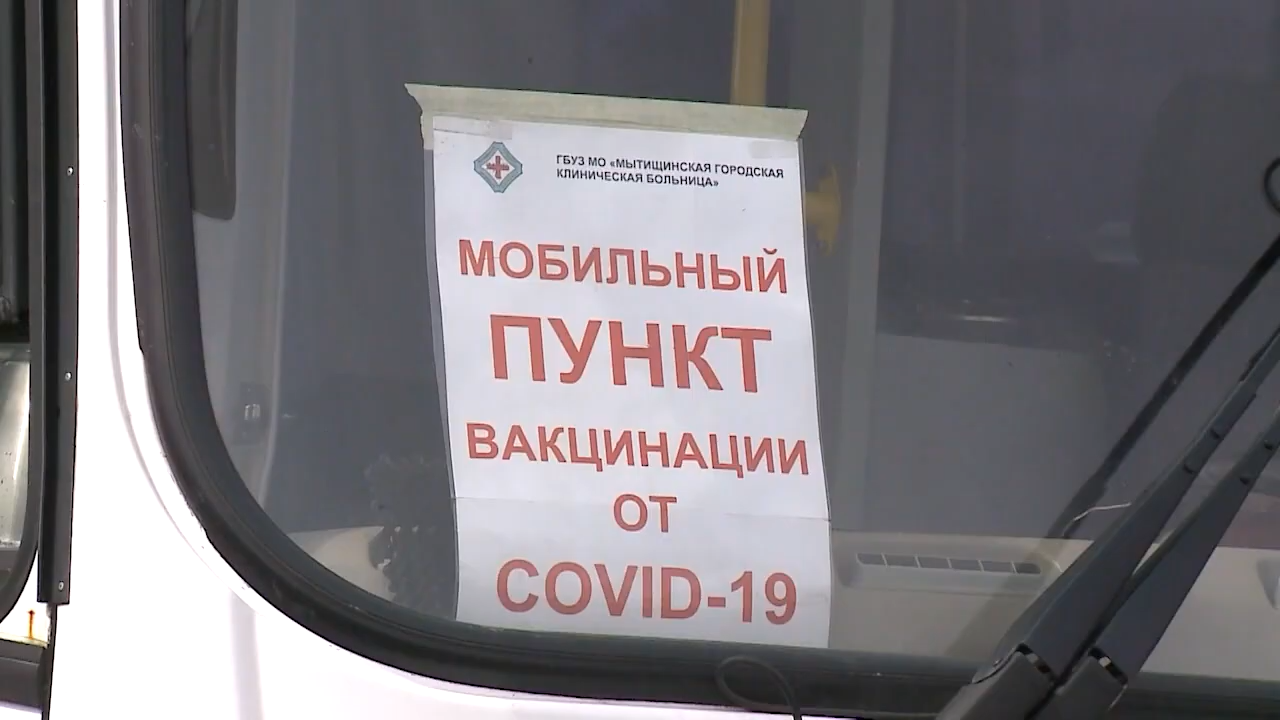 ГБУЗ МО «МЫТИЩИНСКАЯ ГОРОДСКАЯ
КЛИНИЧЕСКАЯ БОЛЬНИЦА»
МОБИЛЬНЫЙ
ПУНКТ
ВАКЦИНАЦИИ
ОТ
COVID-19